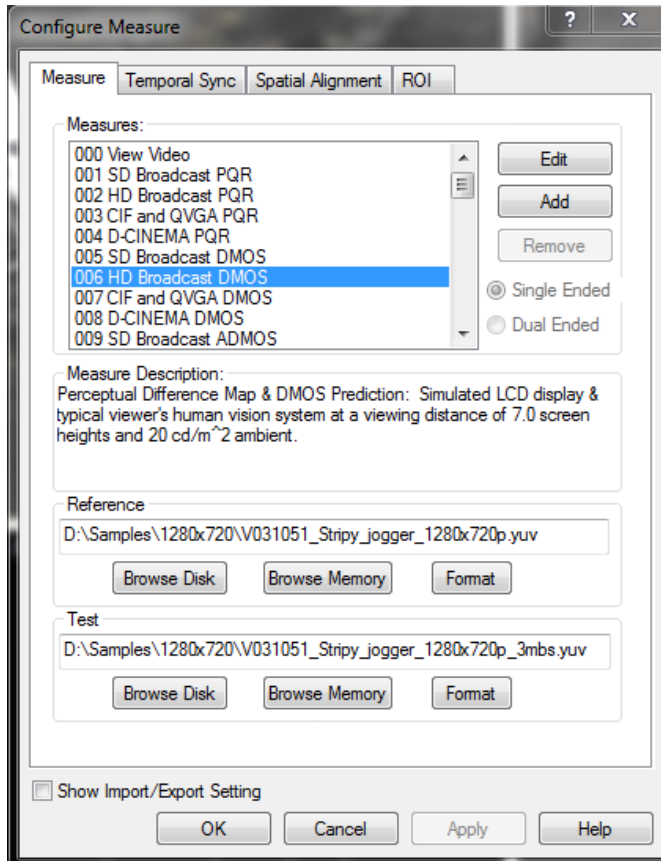 Configure Measure
?
X
Measure
Temporal Sync
Spatial Alignment
ROI
Measures:
000 View Video
001 SD Broadcast PQR
002 HD Broadcast PQR
003 CIF and QVGA PQR
004 D-CINEMA PQR
005 SD Broadcast DMOS
006 HD Broadcast DMOS
007 CIF and QVGA DMOS
008 D-CINEMA DMOS
009 SD Broadcast ADMOS
Edit
Add
Remove
Single Ended
Dual Ended
Measure Description:
Perceptual Difference Map & DMOS Prediction: Simulated LCD display &
typical viewer's human vision system at a viewing distance of 7.0 screen
heights and 20 cd/m^2 ambient.
Reference
D:\Samples\1280x720\V031051_Stripy_jogger_1280x720p.yuv
Browse Disk
Browse Memory
Format
Test
D:\Samples\1280x720\V031051_Stripy_jogger_1280x720p_3mbs.yuv
Browse Disk
Browse Memory
Format
Show Import/Export Setting
OK
Cancel
Apply
Help